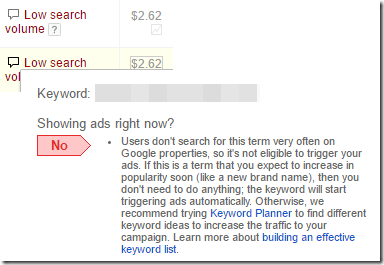 Low search $2.62
volume ?
Low search $2.62
vol
Keyword:
Showing ads right now?
No
• Users don't search for this term very often on
Google properties, so it's not eligible to trigger your
ads. If this is a term that you expect to increase in
popularity soon (like a new brand name), then you
don't need to do anything; the keyword will start
triggering ads automatically. Otherwise, we
recommend trying Keyword Planner to find different
keyword ideas to increase the traffic to your
campaign. Learn more about building an effective
keyword list.